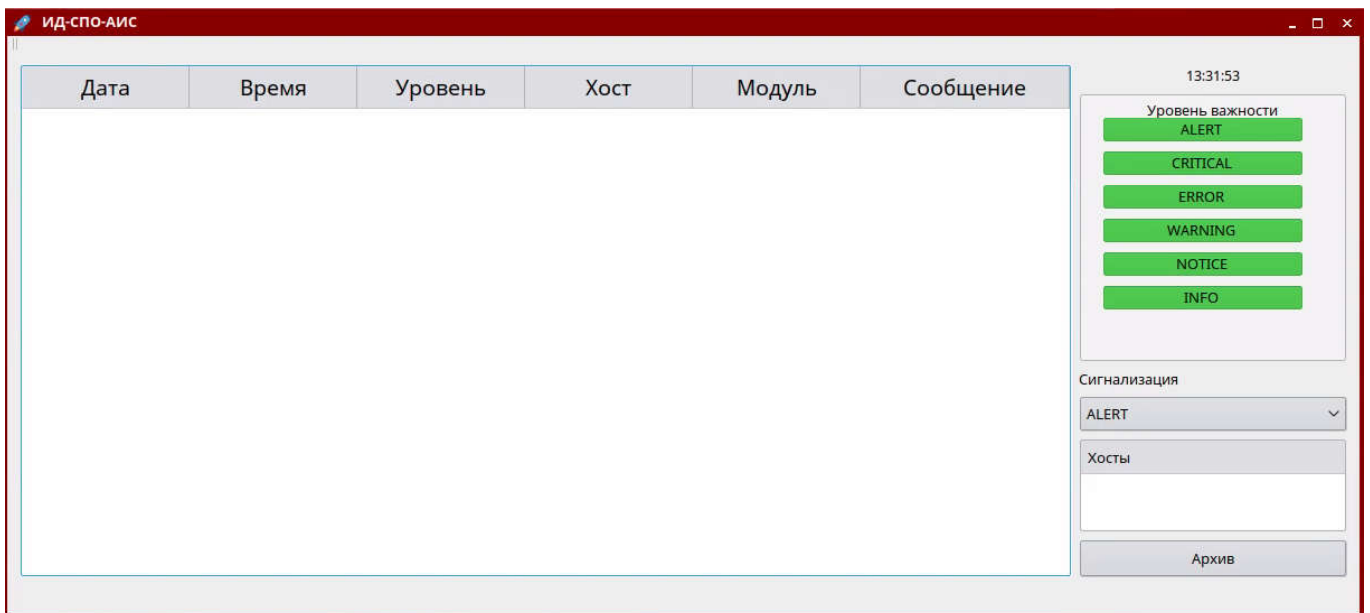 ИД-СПО-АИС
Дата Время Уровень Хост Модуль Сообщение
13:31:53
Уровень важности
ALERT
CRITICAL
ERROR
WARNING
NOTICE
INFO
Сигнализация
ALERT
Хосты
Архив